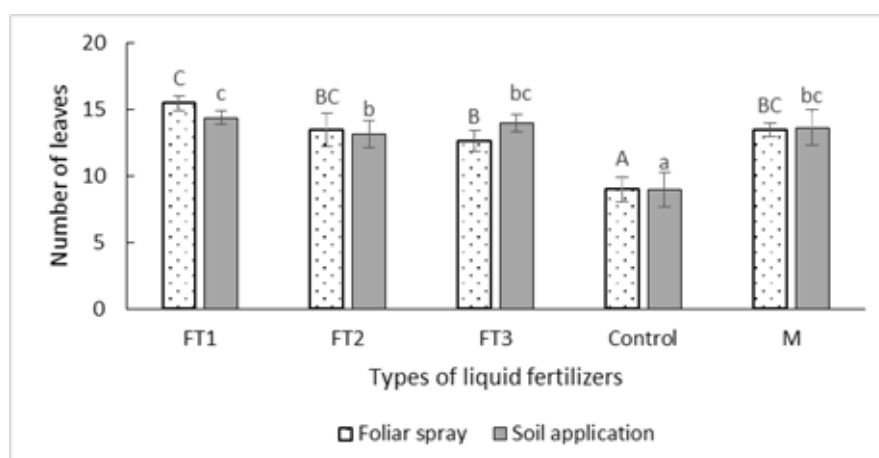 20
15
10
5
0
Number of leaves
C
c
BC
b
B
bc
A
a
BC
bc
FT1 FT2 FT3 Control M
Types of liquid fertilizers
Foliar spray Soil application